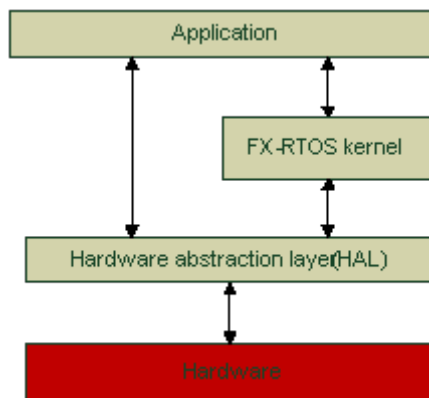 Application
FX-RTOS kernel
Hardware abstraction layer(HAL)
Hardware